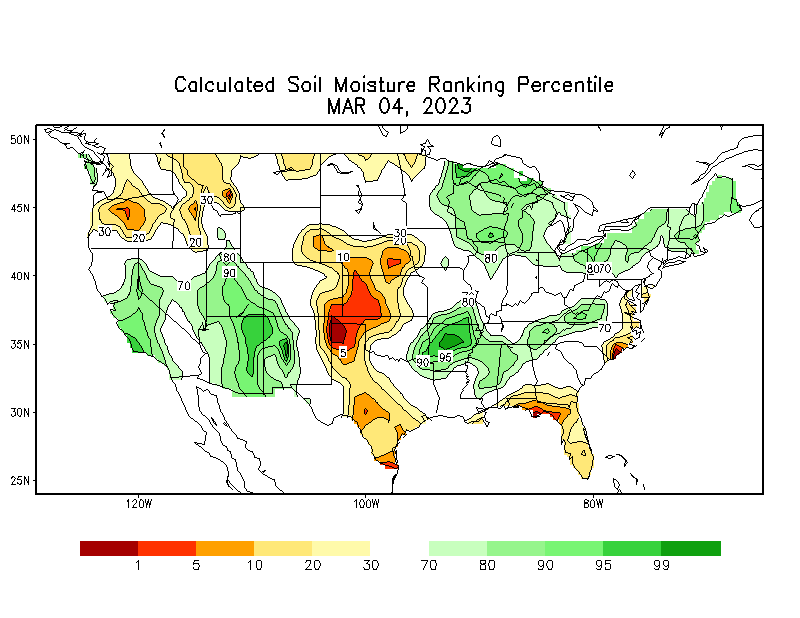 Calculated Soil Moisture Ranking Percentile
MAR 04, 2023
50N
45N
40N
35N
30N
25N
30
30
20
20
30
20
10
5
80
90
70
80
70
80
90
95
8070
70
120W
100W
80W
1 5 10 20 30 70 80 90 95 99